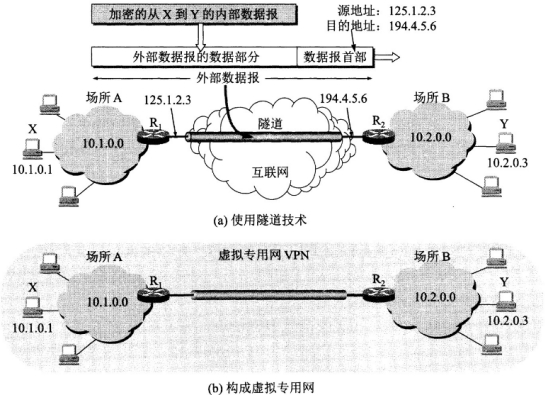 加密的从 X 到 Y 的内部数据报
源地址：125.1.2.3
目的地址：194.4.5.6
外部数据报的数据部分
数据报首部
外部数据报
场所 A
125.1.2.3
194.4.5.6
场所 B
X
R1
隧道
R2
Y
10.1.0.0
10.2.0.0
10.1.0.1
互联网
10.2.0.3
(a) 使用隧道技术
场所 A
虚拟专用网 VPN
场所 B
X
R1
R2
Y
10.1.0.0
10.2.0.0
10.1.0.1
10.2.0.3
(b) 构成虚拟专用网